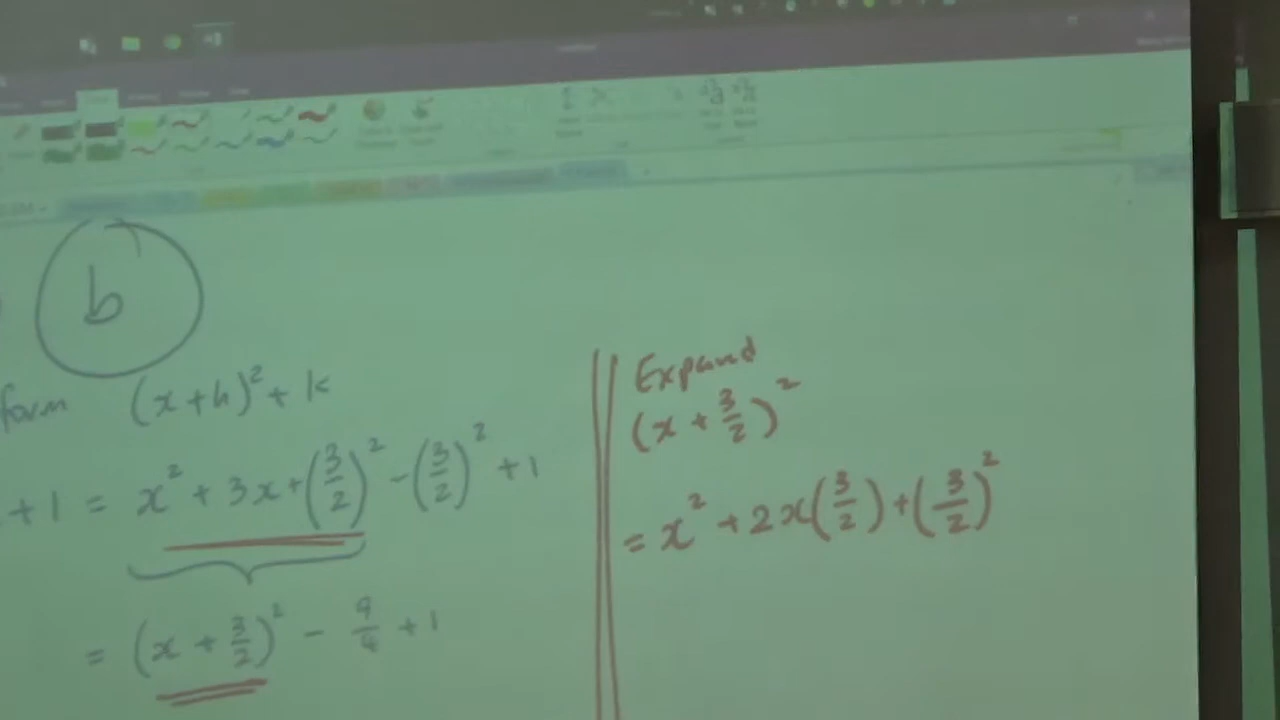 b
form (x+h)² + k
+ 1 = x² + 3x + (3/2)² - (3/2)² + 1
= (x + 3/2)² - 9/4 + 1
Expand
(x + 3/2)²
= x² + 2x(3/2) + (3/2)²